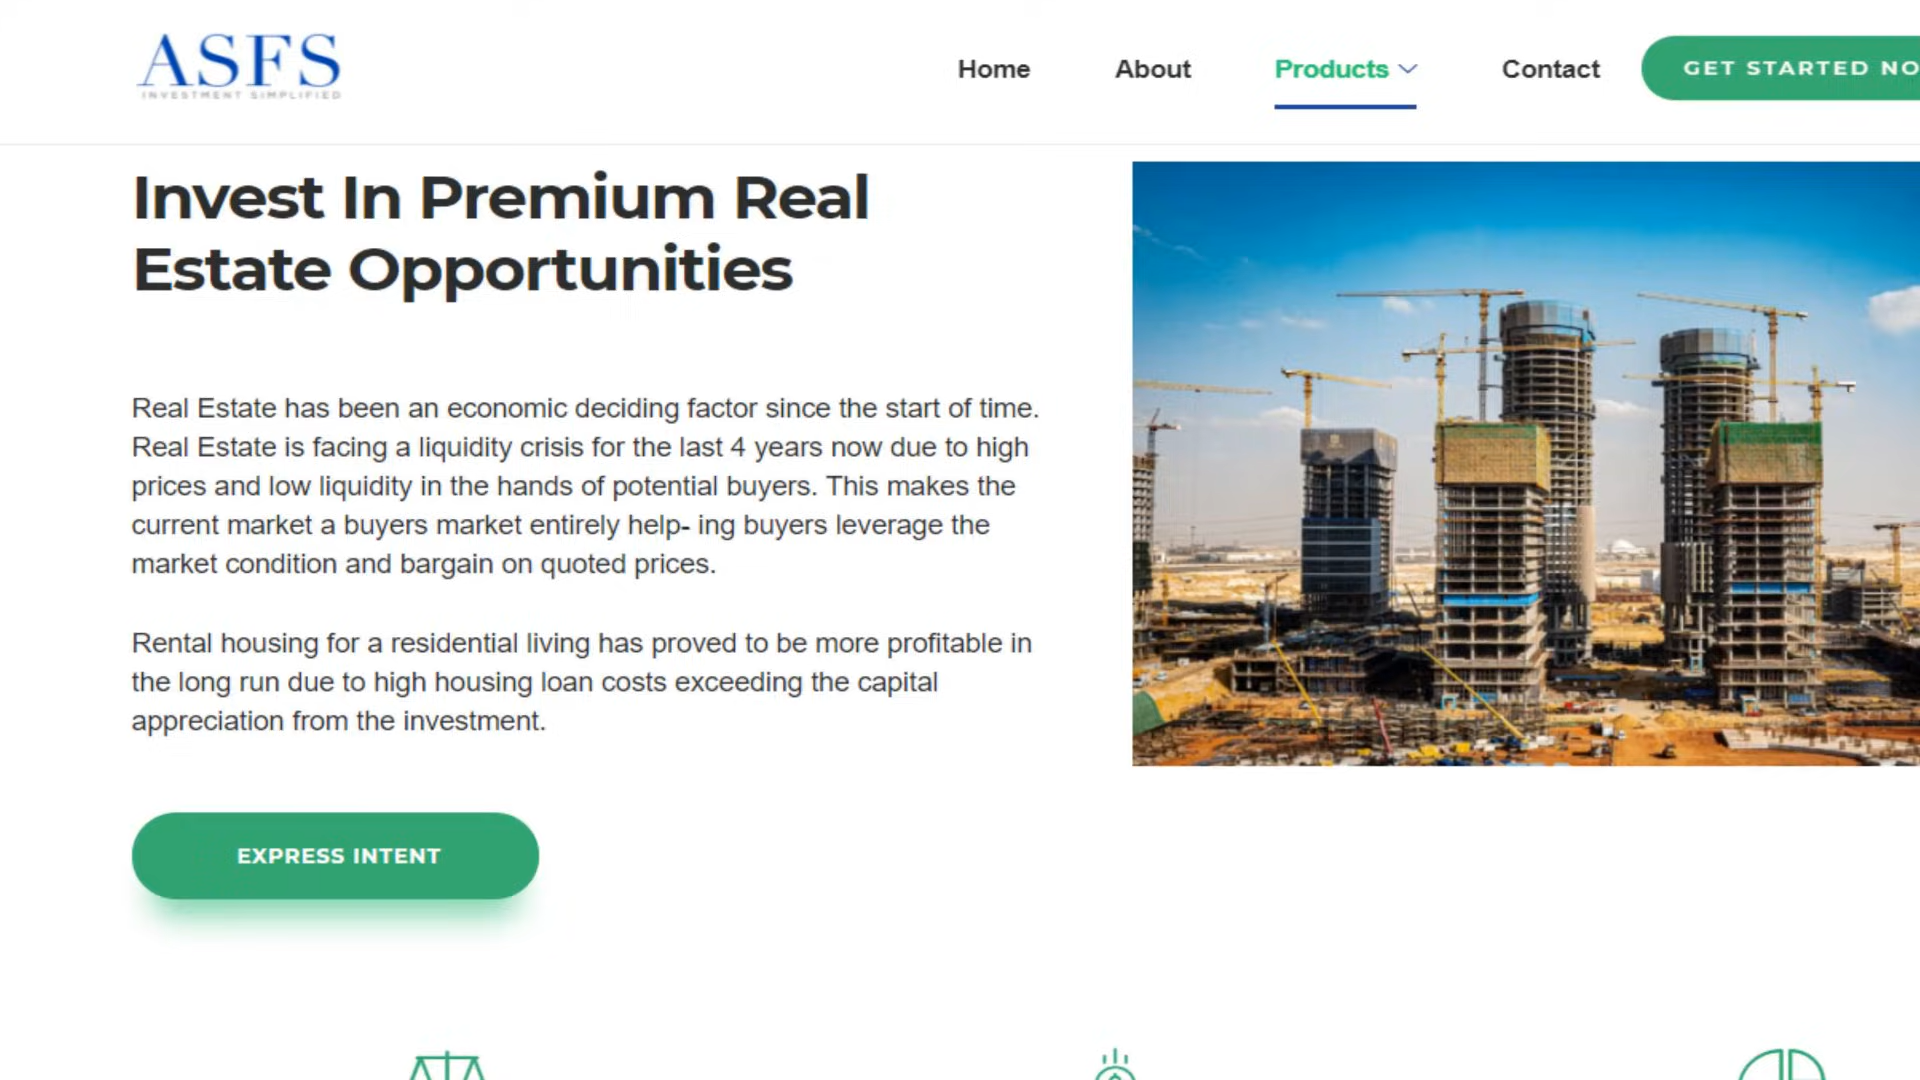 ASFS
INVESTMENT SIMPLIFIED
Home
About
Products
Contact
GET STARTED NO
Invest In Premium Real
Estate Opportunities
Real Estate has been an economic deciding factor since the start of time.
Real Estate is facing a liquidity crisis for the last 4 years now due to high
prices and low liquidity in the hands of potential buyers. This makes the
current market a buyers market entirely help- ing buyers leverage the
market condition and bargain on quoted prices.
Rental housing for a residential living has proved to be more profitable in
the long run due to high housing loan costs exceeding the capital
appreciation from the investment.
EXPRESS INTENT